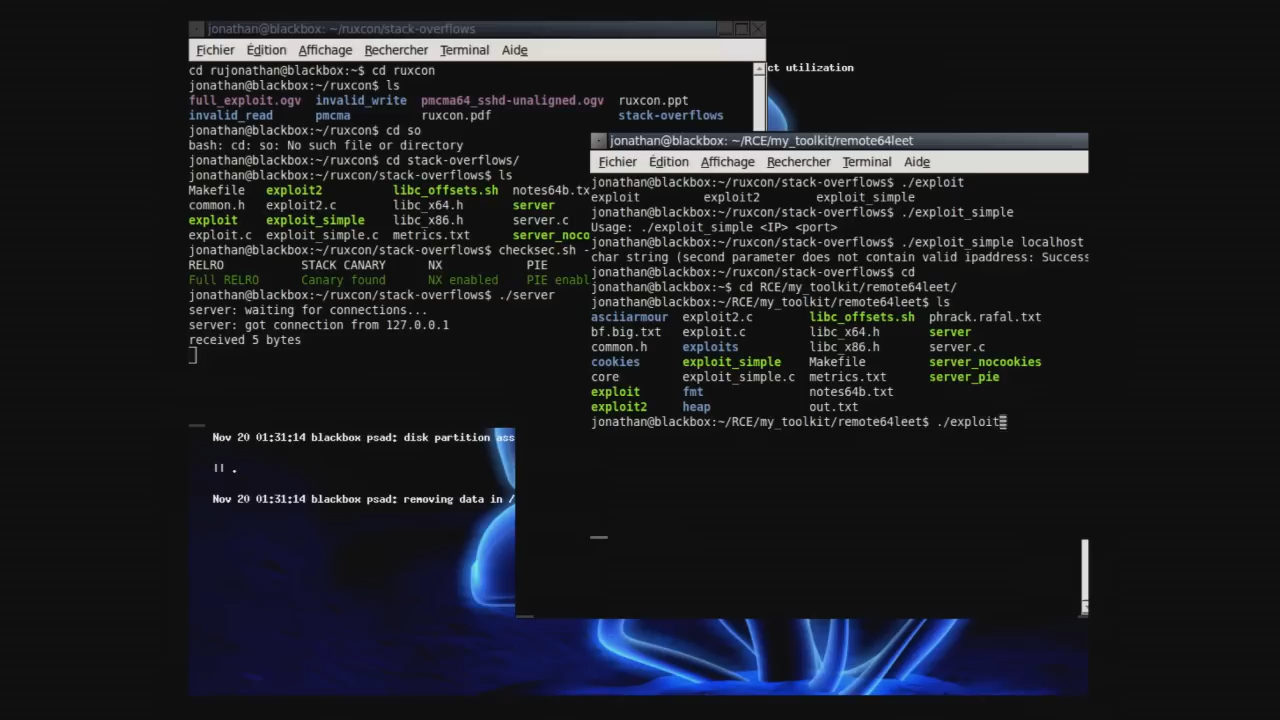 jonathan@blackbox: ~/ruxcon/stack-overflows
Fichier Édition Affichage Rechercher Terminal Aide
cd rujonathan@blackbox:~$ cd ruxcon
jonathan@blackbox:~/ruxcon$ ls
full_exploit.ogv invalid_write pmcma64_sshd-unaligned.ogv ruxcon.ppt
invalid_read pmcma ruxcon.pdf stack-overflows
jonathan@blackbox:~/ruxcon$ cd so
bash: cd: so: No such file or directory
jonathan@blackbox:~/ruxcon$ cd stack-overflows/
jonathan@blackbox:~/ruxcon/stack-overflows$ ls
Makefile exploit2 libc_offsets.sh notes64b.tx
common.h exploit2.c libc_x64.h server
exploit exploit_simple libc_x86.h server.c
exploit.c exploit_simple.c metrics.txt server_noco
jonathan@blackbox:~/ruxcon/stack-overflows$ checksec.sh -
RELRO STACK CANARY NX PIE
Full RELRO Canary found NX enabled PIE enabl
jonathan@blackbox:~/ruxcon/stack-overflows$ ./server
server: waiting for connections...
server: got connection from 127.0.0.1
received 5 bytes
ct utilization
jonathan@blackbox: ~/RCE/my_toolkit/remote64leet
Fichier Édition Affichage Rechercher Terminal Aide
jonathan@blackbox:~/ruxcon/stack-overflows$ ./exploit
exploit exploit2 exploit_simple
jonathan@blackbox:~/ruxcon/stack-overflows$ ./exploit_simple
Usage: ./exploit_simple <IP> <port>
jonathan@blackbox:~/ruxcon/stack-overflows$ ./exploit_simple localhost
char string (second parameter does not contain valid ipaddress: Success
jonathan@blackbox:~/ruxcon/stack-overflows$ cd
jonathan@blackbox:~$ cd RCE/my_toolkit/remote64leet/
jonathan@blackbox:~/RCE/my_toolkit/remote64leet$ ls
asciiarmour exploit2.c libc_offsets.sh phrack.rafal.txt
bf.big.txt exploit.c libc_x64.h server
common.h exploits libc_x86.h server.c
cookies exploit_simple Makefile server_nocookies
core exploit_simple.c metrics.txt server_pie
exploit fmt notes64b.txt
exploit2 heap out.txt
jonathan@blackbox:~/RCE/my_toolkit/remote64leet$ ./exploit
Nov 20 01:31:14 blackbox psad: disk partition ass
!! .
Nov 20 01:31:14 blackbox psad: removing data in /